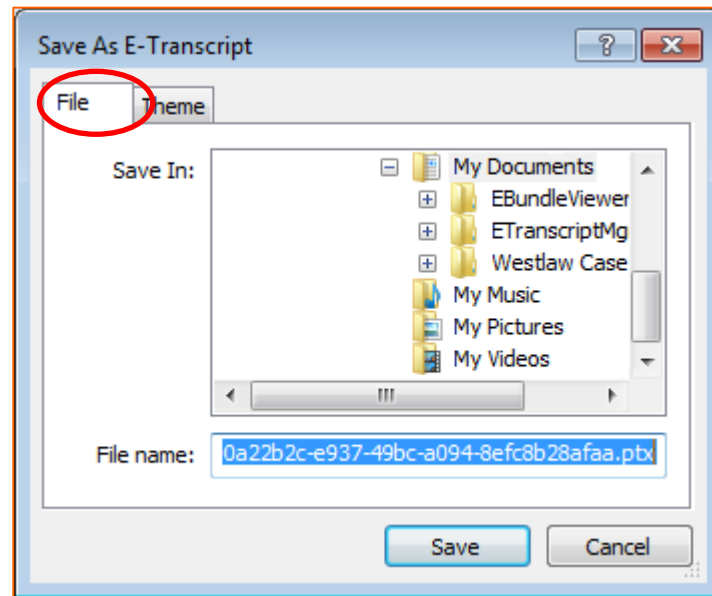 Save As E-Transcript
File Theme
Save In:
My Documents
EBundleViewer
ETranscriptMg
Westlaw Case
My Music
My Pictures
My Videos
File name: 0a22b2c-e937-49bc-a094-8efc8b28afaa.ptx
Save Cancel